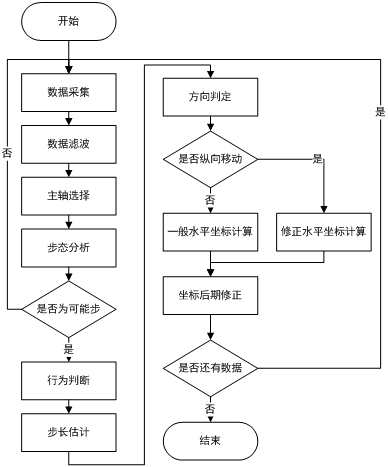 开始
数据采集
数据滤波
否
主轴选择
步态分析
是否为可能步
是
行为判断
步长估计
方向判定
是否纵向移动
是
否
一般水平坐标计算
修正水平坐标计算
坐标后期修正
是否还有数据
是
否
结束